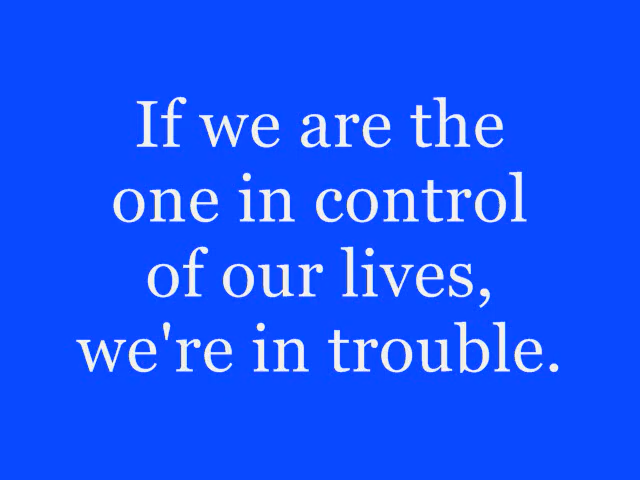 If we are the
one in control
of our lives,
we're in trouble.